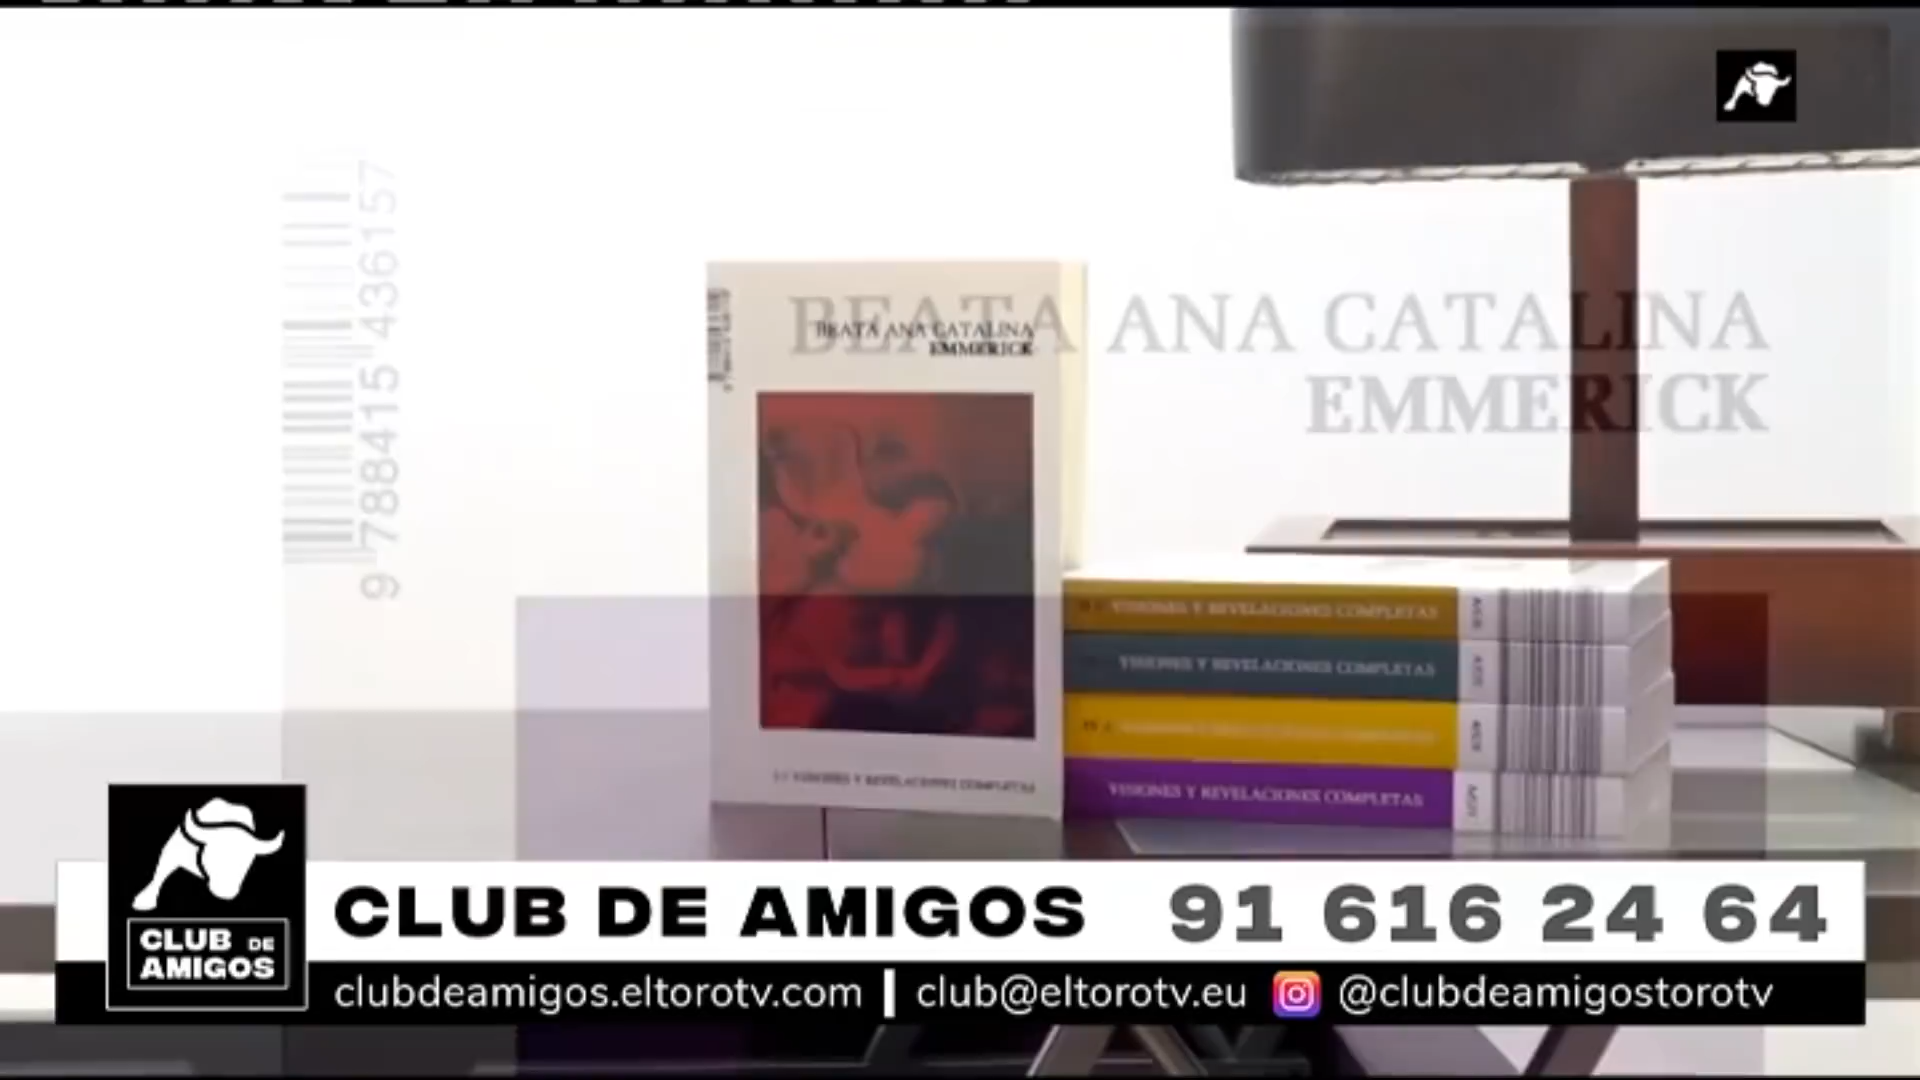 9 788415 436157
BEATA ANA CATALINA
EMMERICK
BEATA ANA CATALINA
EMMERICK
VISIONES Y REVELACIONES COMPLETAS
VISIONES Y REVELACIONES COMPLETAS
VISIONES Y REVELACIONES COMPLETAS
VISIONES Y REVELACIONES COMPLETAS
CLUB DE AMIGOS
CLUB DE AMIGOS 91 616 24 64
clubdeamigos.eltorotv.com | club@eltorotv.eu @clubdeamigostorotv